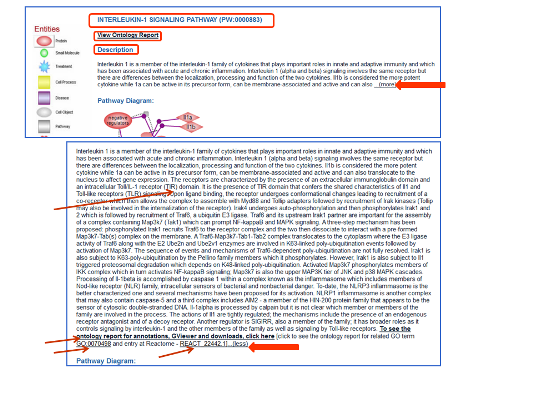 INTERLEUKIN-1 SIGNALING PATHWAY (PW:0000883)
Entities
View Ontology Report
Description
Protein
Small Molecule
Treatment
Cell Process
Disease
Cell Object
Pathway
Interleukin 1 is a member of the interleukin-1 family of cytokines that plays important roles in innate and adaptive immunity and which
has been associated with acute and chronic inflammation. Interleukin 1 (alpha and beta) signaling involves the same receptor but
there are differences in the localization, processing and function of the two cytokines. Il1b is considered the more potent
cytokine while 1a can be active in its precursor form, can be membrane-associated and active and can also ...(more)
Pathway Diagram:
negative regulators
Il1a
Il1b
Interleukin 1 is a member of the interleukin-1 family of cytokines that plays important roles in innate and adaptive immunity and which
has been associated with acute and chronic inflammation. Interleukin 1 (alpha and beta) signaling involves the same receptor but
there are differences in the localization, processing and function of the two cytokines. Il1b is considered the more potent
cytokine while 1a can be active in its precursor form, can be membrane-associated and active and can also translocate to the
nucleus to affect gene expression. The receptors are characterized by the presence of an extracellular immunoglobulin domain and
an intracellular Toll/IL-1 receptor (TIR) domain. It is the presence of TIR domain that confers the shared characteristics of Il1 and
Toll-like receptors (TLR) signaling. Upon ligand binding, the receptor undergoes conformational changes leading to recruitment of a
co-receptor which then allows the complex to assemble with Myd88 and Tollip adapters followed by recruitment of Irak kinases (Tollip
may also be involved in the internalization of the receptor). Irak4 undergoes auto-phosphorylation and then phosphorylates Irak1 and
2 which is followed by recruitment of Traf6, a ubiquitin E3 ligase. Traf6 and its upstream Irak1 partner are important for the assembly
of a complex containing Map3k7 (Tak1) which can prompt NF-kappaB and MAPK signaling. A three-step mechanism has been
proposed: phosphorylated Irak1 recruits Traf6 to the receptor complex and the two then dissociate to interact with a pre formed
Map3k7-Tab(s) complex on the membrane. A Traf6-Map3k7-Tab1-Tab2 complex translocates to the cytoplasm where the E3 ligase
activity of Traf6 along with the E2 Ube2n and Ube2v1 enzymes are involved in K63-linked poly-ubiquitination events followed by
activation of Map3k7. The sequence of events and mechanisms of Traf6-dependent poly-ubiquitination are not fully resolved. Irak1 is
also subject to K63-poly-ubiquitination by the Pellino family members which it phosphorylates. However, Irak1 is also subject to Il1
triggered proteosomal degradation which depends on K48-linked poly-ubiquitination. Activated Map3k7 phosphorylates members of
IKK complex which in turn activates NF-kappaB signaling. Map3k7 is also the upper MAP3K tier of JNK and p38 MAPK cascades.
Processing of Il-1beta is accomplished by caspase 1 within a complex known as the inflammasome which includes members of
Nod-like receptor (NLR) family, intracellular sensors of bacterial and nonbacterial danger. To-date, the NLRP3 inflammasome is the
better characterized one and several mechanisms have been proposed for its activation. NLRP1 inflammasome is another complex
that may also contain caspase-5 and a third complex includes AIM2 - a member of the HIN-200 protein family that appears to be the
sensor of cytosolic double-stranded DNA. Il-1alpha is processed by calpain but it is not clear which member or members of the
family are involved in the process. The actions of Il1 are tightly regulated; the mechanisms include the presence of an endogenous
receptor antagonist and of a decoy receptor. Another regulator is SIGIRR, also a member of the family; it has broader roles as it
controls signaling by interleukin-1 and the other members of the family as well as signaling by Toll-like receptors. To see the
ontology report for annotations, GViewer and downloads, click here [click to see the ontology report for related GO term
GO:0070498 and entry at Reactome - REACT_22442.1]...(less)
Pathway Diagram: